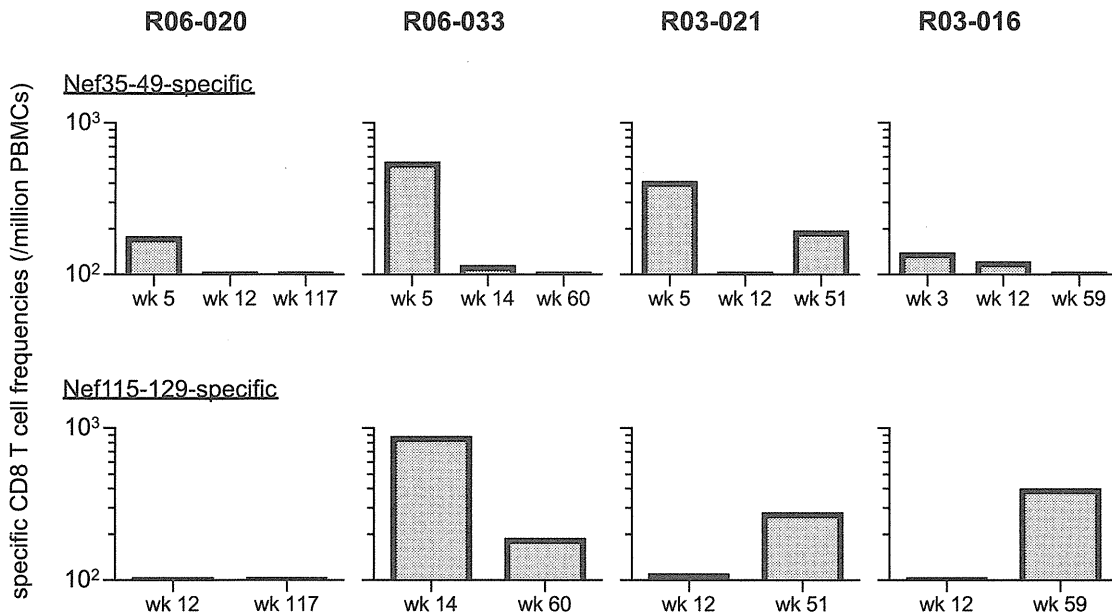 R06-020 R06-033 R03-021 R03-016
Nef35-49-specific
10³
10²
wk 5 wk 12 wk 117 wk 5 wk 14 wk 60 wk 5 wk 12 wk 51 wk 3 wk 12 wk 59
specific CD8 T cell frequencies (/million PBMCs)
Nef115-129-specific
10³
10²
wk 12 wk 117 wk 14 wk 60 wk 12 wk 51 wk 12 wk 59